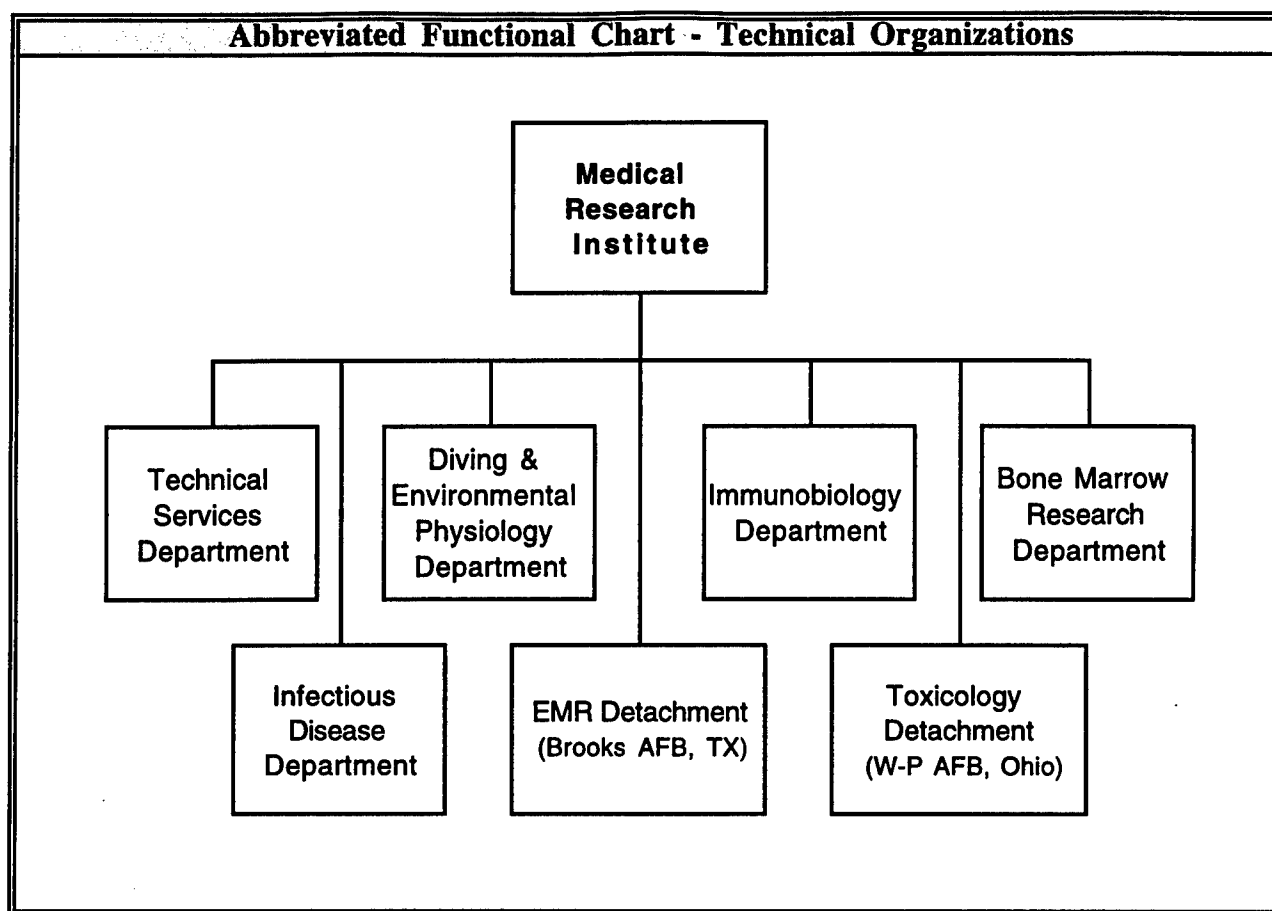 Abbreviated Functional Chart - Technical Organizations
Medical
Research
Institute
Technical
Services
Department
Diving &
Environmental
Physiology
Department
Immunobiology
Department
Bone Marrow
Research
Department
Infectious
Disease
Department
EMR Detachment
(Brooks AFB, TX)
Toxicology
Detachment
(W-P AFB, Ohio)